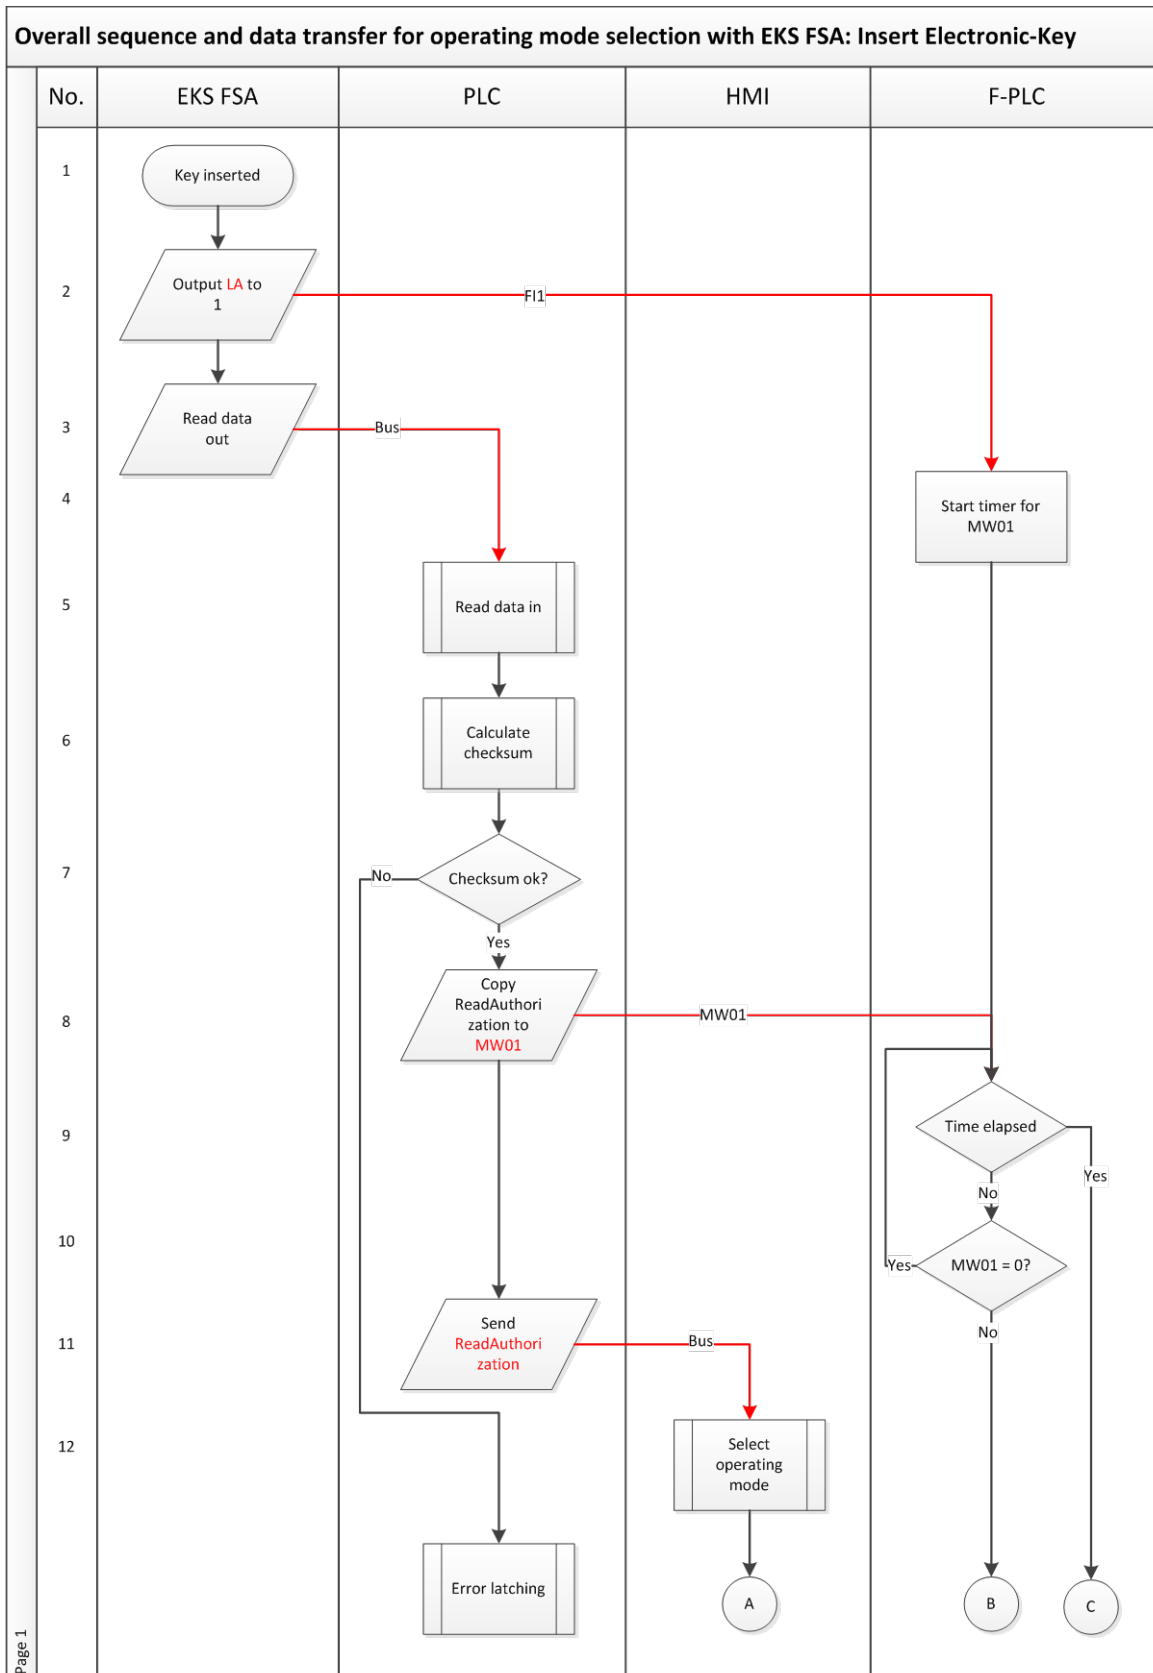 Overall sequence and data transfer for operating mode selection with EKS FSA: Insert Electronic-Key
No.
EKS FSA
PLC
HMI
F-PLC
1
Key inserted
2
Output LA to
1
FI1
3
Read data
out
Bus
4
Start timer for
MW01
5
Read data in
6
Calculate
checksum
7
No
Checksum ok?
Yes
8
Copy
ReadAuthori
zation to
MW01
MW01
9
Time elapsed
Yes
No
10
Yes
MW01 = 0?
No
11
Send
ReadAuthori
zation
Bus
12
Select
operating
mode
Error latching
A
B
C
Page 1